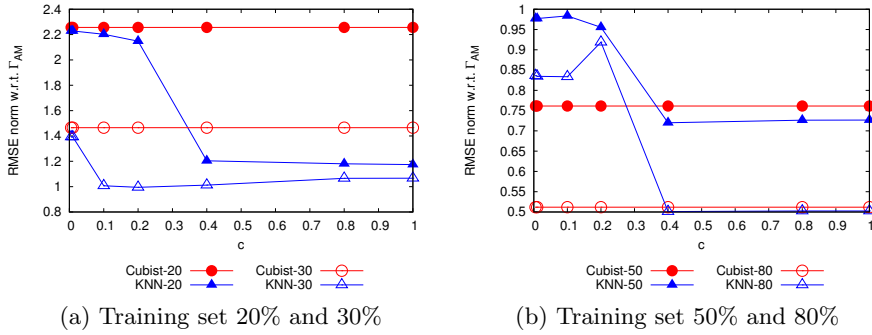 2.4
2.2
2
1.8
1.6
1.4
1.2
1
0.8
RMSE norm w.r.t. Γ_AM
0 0.1 0.2 0.3 0.4 0.5 0.6 0.7 0.8 0.9 1
c
Cubist-20 Cubist-30
KNN-20 KNN-30
(a) Training set 20% and 30%
1
0.95
0.9
0.85
0.8
0.75
0.7
0.65
0.6
0.55
0.5
RMSE norm w.r.t. Γ_AM
0 0.1 0.2 0.3 0.4 0.5 0.6 0.7 0.8 0.9 1
c
Cubist-50 Cubist-80
KNN-50 KNN-80
(b) Training set 50% and 80%